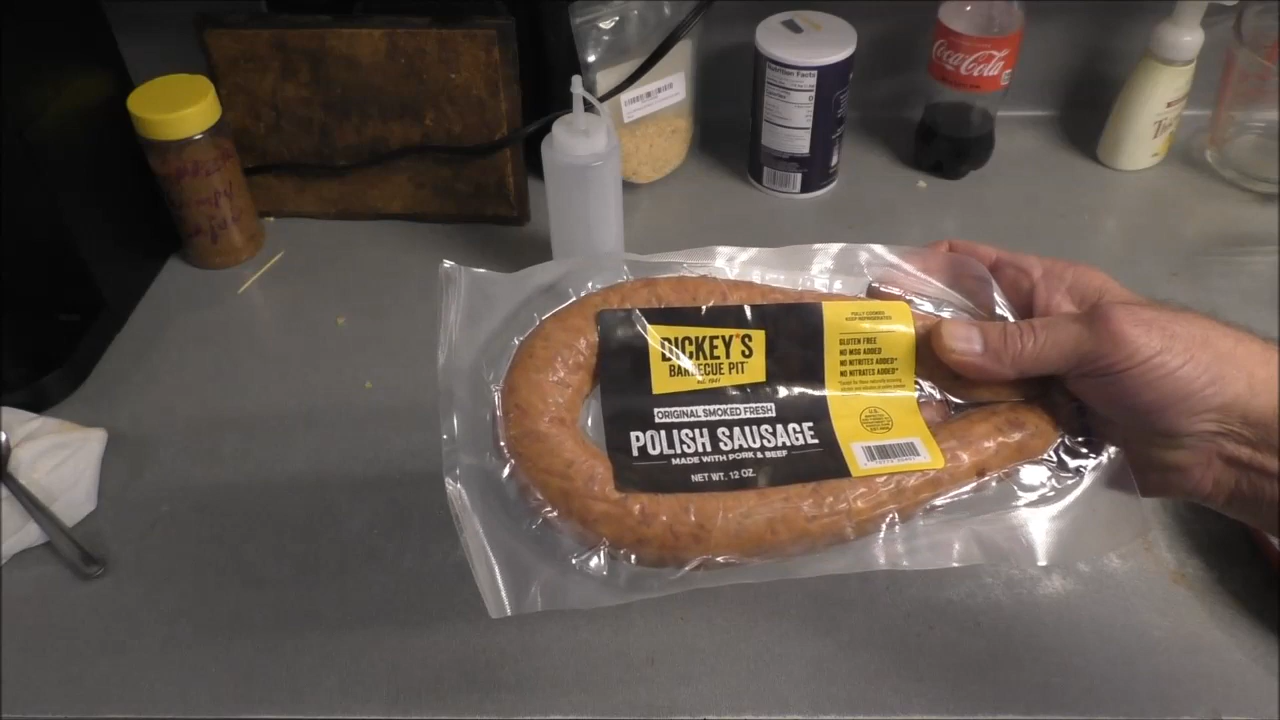 Nutrition Facts
Coca-Cola
DICKEY'S
BARBECUE PIT
est. 1941
ORIGINAL SMOKED FRESH
POLISH SAUSAGE
MADE WITH PORK & BEEF
NET WT. 12 OZ.
FULLY COOKED
KEEP REFRIGERATED
GLUTEN FREE
NO MSG ADDED
NO NITRITES ADDED*
NO NITRATES ADDED*
U.S.